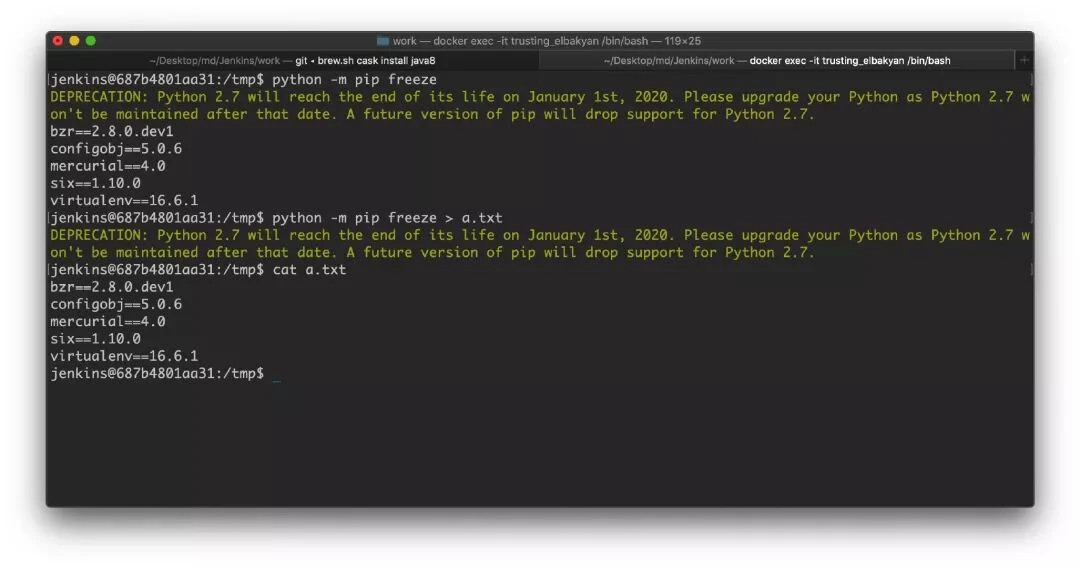 work — docker exec -it trusting_elbakyan /bin/bash — 119×25
~/Desktop/md/Jenkins/work — git ◂ brew.sh cask install java8
~/Desktop/md/Jenkins/work — docker exec -it trusting_elbakyan /bin/bash
+
[jenkins@687b4801aa31:/tmp$ python -m pip freeze ]
DEPRECATION: Python 2.7 will reach the end of its life on January 1st, 2020. Please upgrade your Python as Python 2.7 w
on't be maintained after that date. A future version of pip will drop support for Python 2.7.
bzr==2.8.0.dev1
configobj==5.0.6
mercurial==4.0
six==1.10.0
virtualenv==16.6.1
[jenkins@687b4801aa31:/tmp$ python -m pip freeze > a.txt ]
DEPRECATION: Python 2.7 will reach the end of its life on January 1st, 2020. Please upgrade your Python as Python 2.7 w
on't be maintained after that date. A future version of pip will drop support for Python 2.7.
[jenkins@687b4801aa31:/tmp$ cat a.txt ]
bzr==2.8.0.dev1
configobj==5.0.6
mercurial==4.0
six==1.10.0
virtualenv==16.6.1
jenkins@687b4801aa31:/tmp$ _